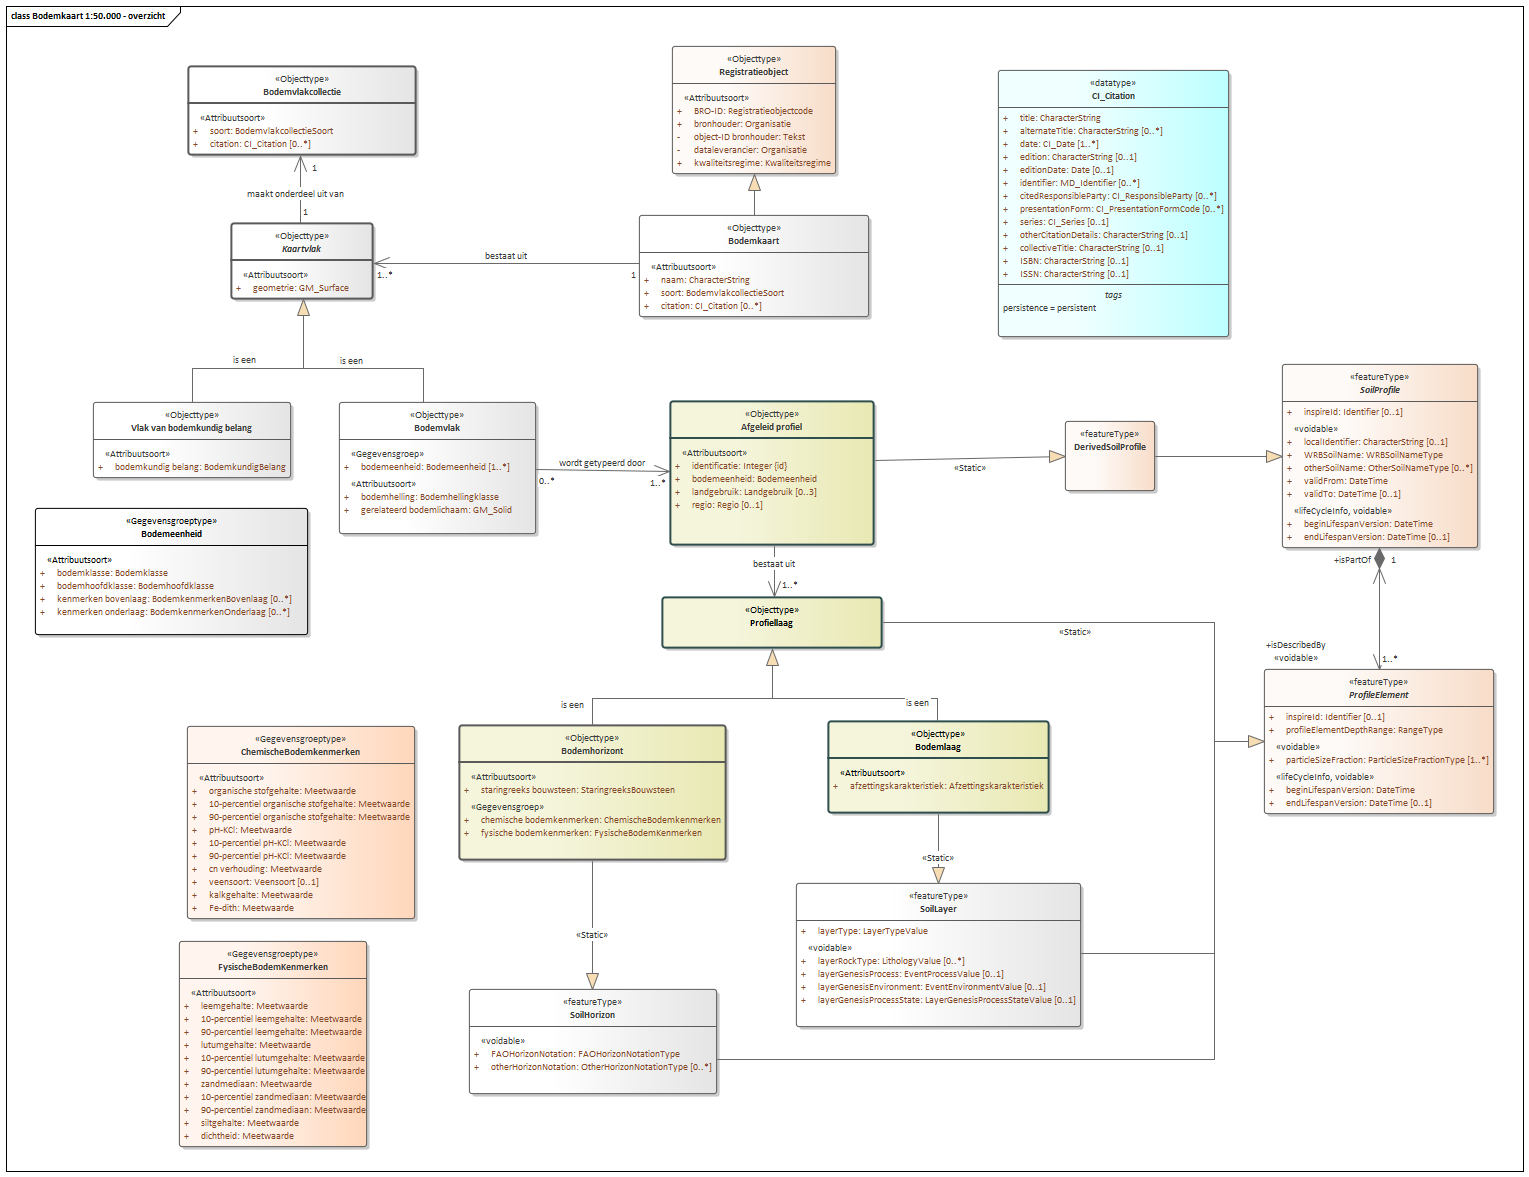 class Bodemkaart 1:50.000 - overzicht
«Objecttype»
Bodemvlakcollectie
«Attribuutsoort»
+ soort: BodemvlakcollectieSoort
+ citation: CI_Citation [0..*]
1
maakt onderdeel uit van
1
«Objecttype»
Kaartvlak
«Attribuutsoort»
+ geometrie: GM_Surface
1..*
bestaat uit
1
«Objecttype»
Registratieobject
«Attribuutsoort»
+ BRO-ID: Registratieobjectcode
+ bronhouder: Organisatie
- object-ID bronhouder: Tekst
- dataleverancier: Organisatie
+ kwaliteitsregime: Kwaliteitsregime
«Objecttype»
Bodemkaart
«Attribuutsoort»
+ naam: CharacterString
+ soort: BodemvlakcollectieSoort
+ citation: CI_Citation [0..*]
«datatype»
CI_Citation
+ title: CharacterString
+ alternateTitle: CharacterString [0..*]
+ date: CI_Date [1..*]
+ edition: CharacterString [0..1]
+ editionDate: Date [0..1]
+ identifier: MD_Identifier [0..*]
+ citedResponsibleParty: CI_ResponsibleParty [0..*]
+ presentationForm: CI_PresentationFormCode [0..*]
+ series: CI_Series [0..1]
+ otherCitationDetails: CharacterString [0..1]
+ collectiveTitle: CharacterString [0..1]
+ ISBN: CharacterString [0..1]
+ ISSN: CharacterString [0..1]
tags
persistence = persistent
is een
is een
«Objecttype»
Vlak van bodemkundig belang
«Attribuutsoort»
+ bodemkundig belang: BodemkundigBelang
«Objecttype»
Bodemvlak
«Gegevensgroep»
+ bodemeenheid: Bodemeenheid [1..*]
«Attribuutsoort»
+ bodemhelling: Bodemhellingklasse
+ gerelateerd bodemlichaam: GM_Solid
wordt getypeerd door
0..*
1..*
«Objecttype»
Afgeleid profiel
«Attribuutsoort»
+ identificatie: Integer {id}
+ bodemeenheid: Bodemeenheid
+ landgebruik: Landgebruik [0..3]
+ regio: Regio [0..1]
«Static»
«featureType»
DerivedSoilProfile
«featureType»
SoilProfile
+ inspireId: Identifier [0..1]
«voidable»
+ localIdentifier: CharacterString [0..1]
+ WRBSoilName: WRBSoilNameType
+ otherSoilName: OtherSoilNameType [0..*]
+ validFrom: DateTime
+ validTo: DateTime [0..1]
«lifeCycleInfo, voidable»
+ beginLifespanVersion: DateTime
+ endLifespanVersion: DateTime [0..1]
+isPartOf
1
«Gegevensgroeptype»
Bodemeenheid
«Attribuutsoort»
+ bodemklasse: Bodemklasse
+ bodemhoofdklasse: Bodemhoofdklasse
+ kenmerken bovenlaag: BodemkenmerkenBovenlaag [0..*]
+ kenmerken onderlaag: BodemkenmerkenOnderlaag [0..*]
bestaat uit
1..*
«Objecttype»
Profiellaag
«Static»
+isDescribedBy
«voidable»
1..*
«featureType»
ProfileElement
+ inspireId: Identifier [0..1]
+ profileElementDepthRange: RangeType
«voidable»
+ particleSizeFraction: ParticleSizeFractionType [1..*]
«lifeCycleInfo, voidable»
+ beginLifespanVersion: DateTime
+ endLifespanVersion: DateTime [0..1]
is een
is een
«Objecttype»
Bodemhorizont
«Attribuutsoort»
+ staringreeks bouwsteen: StaringreeksBouwsteen
«Gegevensgroep»
+ chemische bodemkenmerken: ChemischeBodemkenmerken
+ fysische bodemkenmerken: FysischeBodemKenmerken
«Objecttype»
Bodemlaag
«Attribuutsoort»
+ afzettingskarakteristiek: Afzettingskarakteristiek
«Static»
«featureType»
SoilLayer
+ layerType: LayerTypeValue
«voidable»
+ layerRockType: LithologyValue [0..*]
+ layerGenesisProcess: EventProcessValue [0..1]
+ layerGenesisEnvironment: EventEnvironmentValue [0..1]
+ layerGenesisProcessState: LayerGenesisProcessStateValue [0..1]
«Static»
«featureType»
SoilHorizon
«voidable»
+ FAOHorizonNotation: FAOHorizonNotationType
+ otherHorizonNotation: OtherHorizonNotationType [0..*]
«Gegevensgroeptype»
ChemischeBodemkenmerken
«Attribuutsoort»
+ organische stofgehalte: Meetwaarde
+ 10-percentiel organische stofgehalte: Meetwaarde
+ 90-percentiel organische stofgehalte: Meetwaarde
+ pH-KCl: Meetwaarde
+ 10-percentiel pH-KCl: Meetwaarde
+ 90-percentiel pH-KCl: Meetwaarde
+ cn verhouding: Meetwaarde
+ veensoort: Veensoort [0..1]
+ kalkgehalte: Meetwaarde
+ Fe-dith: Meetwaarde
«Gegevensgroeptype»
FysischeBodemKenmerken
«Attribuutsoort»
+ leemgehalte: Meetwaarde
+ 10-percentiel leemgehalte: Meetwaarde
+ 90-percentiel leemgehalte: Meetwaarde
+ lutumgehalte: Meetwaarde
+ 10-percentiel lutumgehalte: Meetwaarde
+ 90-percentiel lutumgehalte: Meetwaarde
+ zandmediaan: Meetwaarde
+ 10-percentiel zandmediaan: Meetwaarde
+ 90-percentiel zandmediaan: Meetwaarde
+ siltgehalte: Meetwaarde
+ dichtheid: Meetwaarde